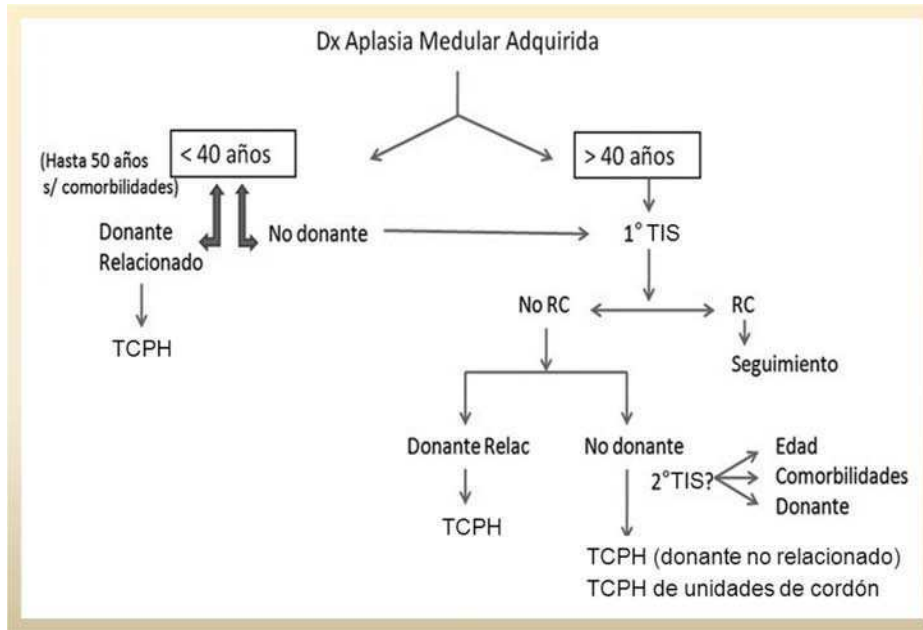 Dx Aplasia Medular Adquirida
(Hasta 50 años
s/ comorbilidades)
< 40 años
> 40 años
Donante
Relacionado
No donante
1° TIS
TCPH
No RC
RC
Seguimiento
Donante Relac
No donante
2°TIS?
Edad
Comorbilidades
Donante
TCPH
TCPH (donante no relacionado)
TCPH de unidades de cordón